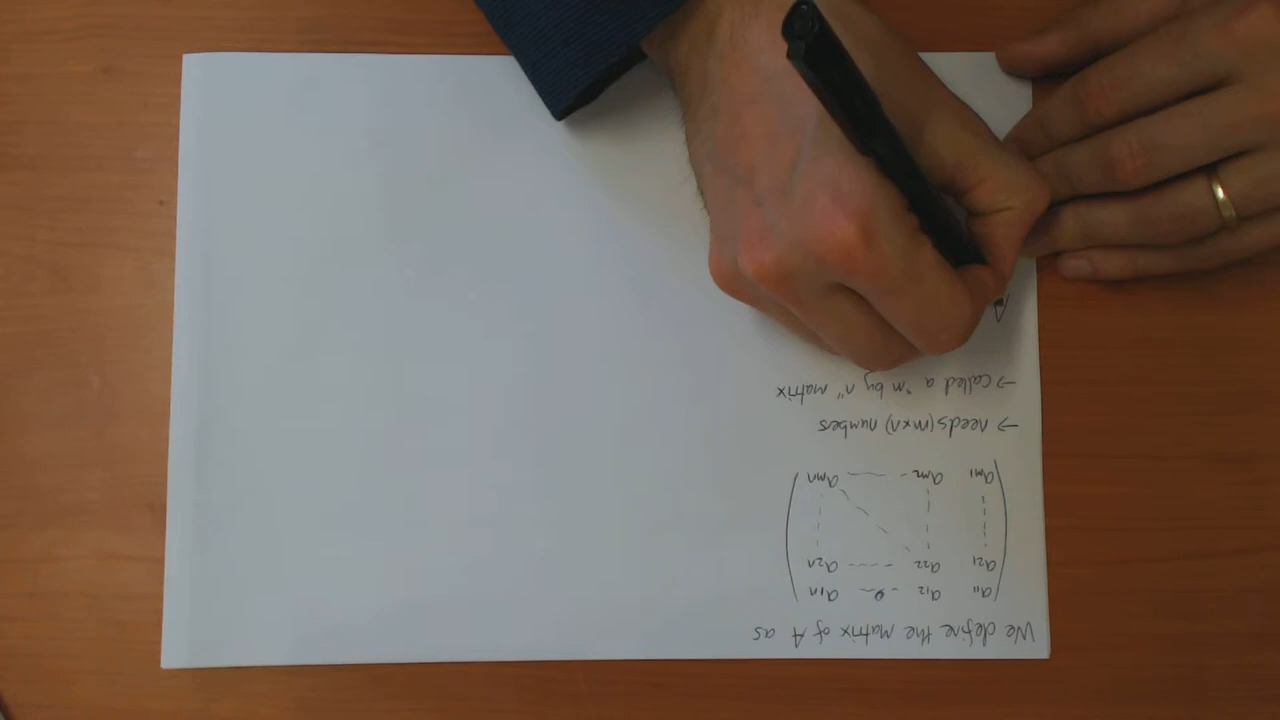 We define the matrix of A as
a11 a12 - - a1n
a21 a22 ---- a2n
am1 am2 - -- amn
→ needs (m×n) numbers
→ called a "m by n" matrix
A